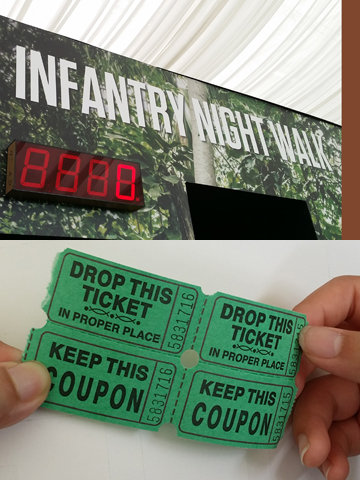 INFANTRY NIGHT WALK
DROP THIS
TICKET
IN PROPER PLACE
5831716
DROP THIS
TICKET
IN PROPER PLACE
KEEP THIS
COUPON
5831716
KEEP THIS
COUPON
5831715